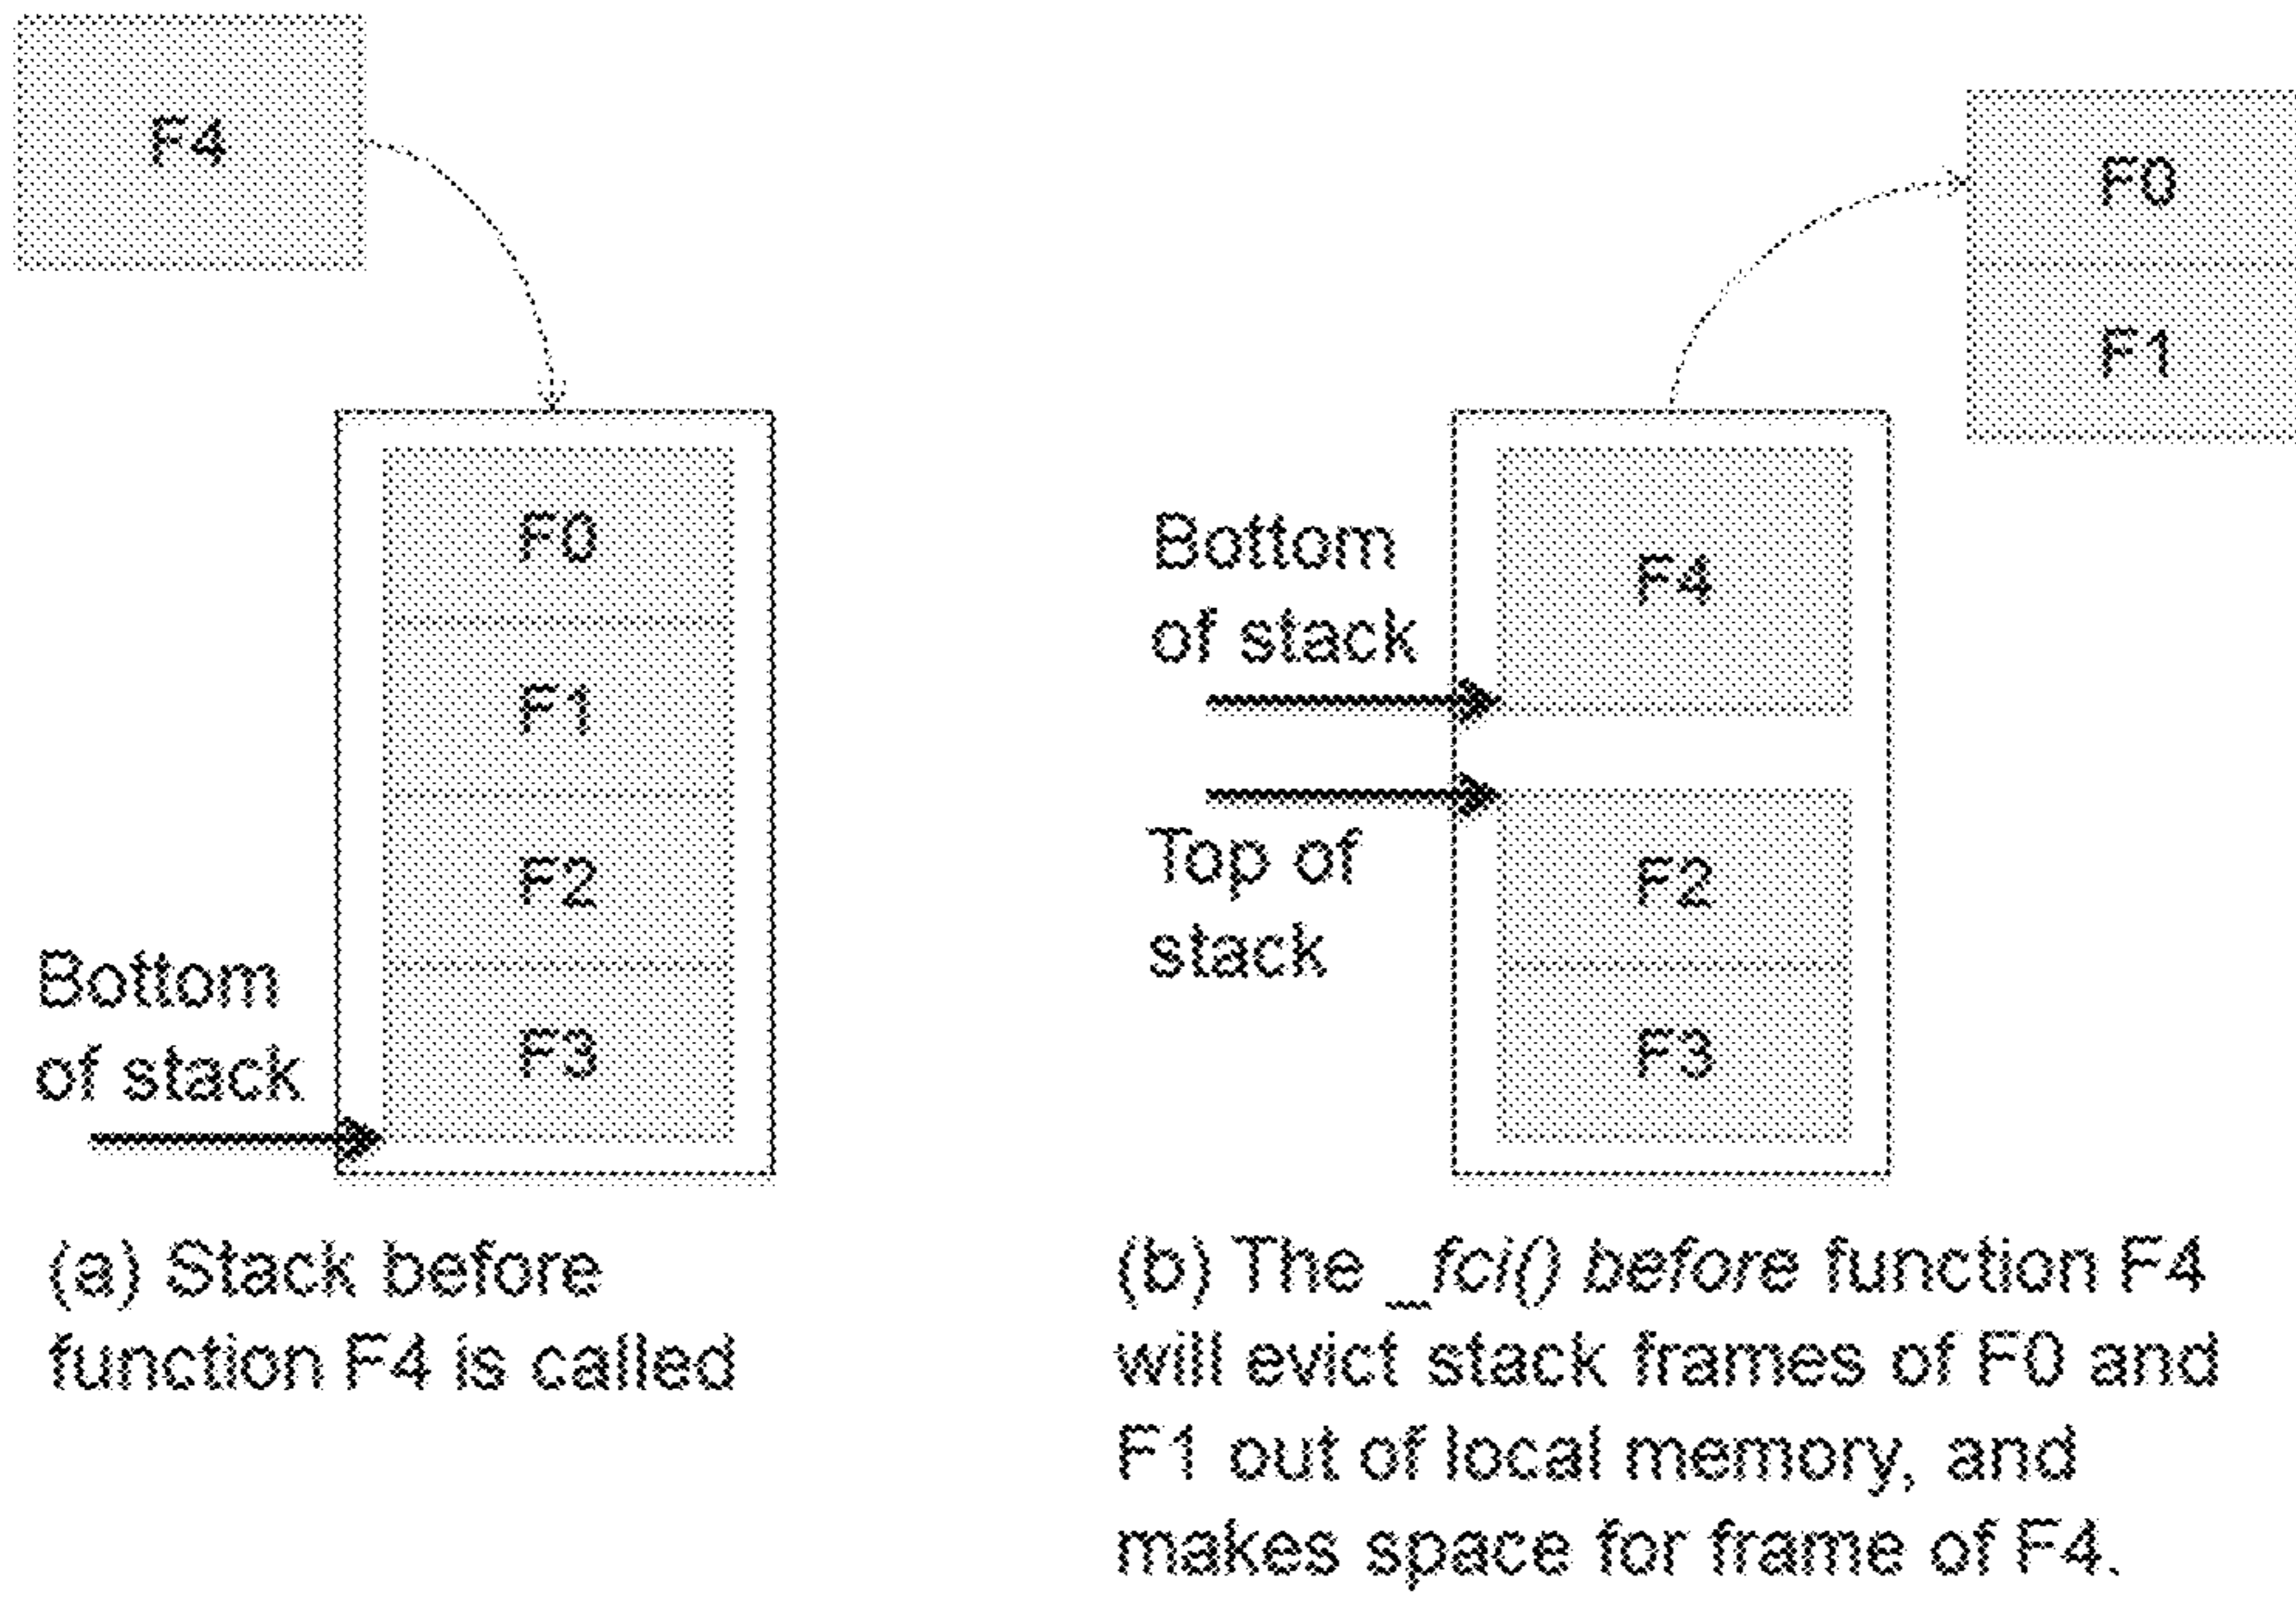 F4
F0
F1
F2
F3
Bottom
of stack
(a) Stack before
function F4 is called
F0
F1
Bottom
of stack
Top of
stack
F4
F2
F3
(b) The _fci() before function F4
will evict stack frames of F0 and
F1 out of local memory, and
makes space for frame of F4.